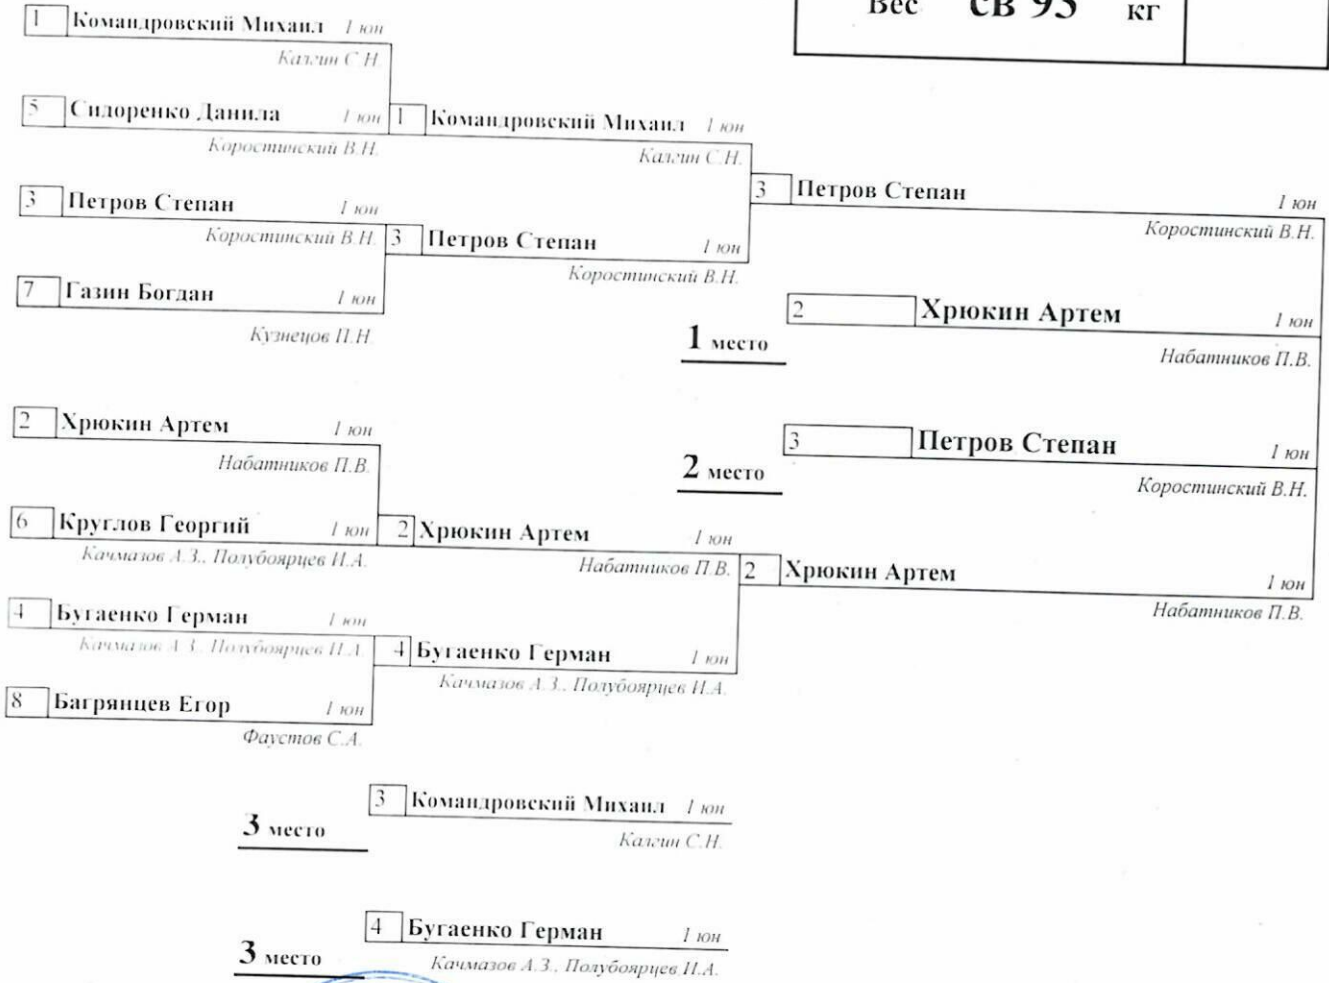 Вес св 95 кг
1 Командровский Михаил 1 юн
Калгин С.Н.
5 Сидоренко Данила 1 юн
Коростинский В.Н.
1 Командровский Михаил 1 юн
Калгин С.Н.
3 Петров Степан 1 юн
Коростинский В.Н.
7 Газин Богдан 1 юн
Кузнецов П.Н.
3 Петров Степан 1 юн
Коростинский В.Н.
3 Петров Степан 1 юн
Коростинский В.Н.
1 место
2 Хрюкин Артем 1 юн
Набатников П.В.
2 место
3 Петров Степан 1 юн
Коростинский В.Н.
2 Хрюкин Артем 1 юн
Набатников П.В.
6 Круглов Георгий 1 юн
Качмазов А.З., Полубоярцев И.А.
2 Хрюкин Артем 1 юн
Набатников П.В.
2 Хрюкин Артем 1 юн
Набатников П.В.
4 Бугаенко Герман 1 юн
Качмазов А.З., Полубоярцев И.А.
4 Бугаенко Герман 1 юн
Качмазов А.З., Полубоярцев И.А.
8 Багрянцев Егор 1 юн
Фаустов С.А.
3 место
3 Командровский Михаил 1 юн
Калгин С.Н.
3 место
4 Бугаенко Герман 1 юн
Качмазов А.З., Полубоярцев И.А.